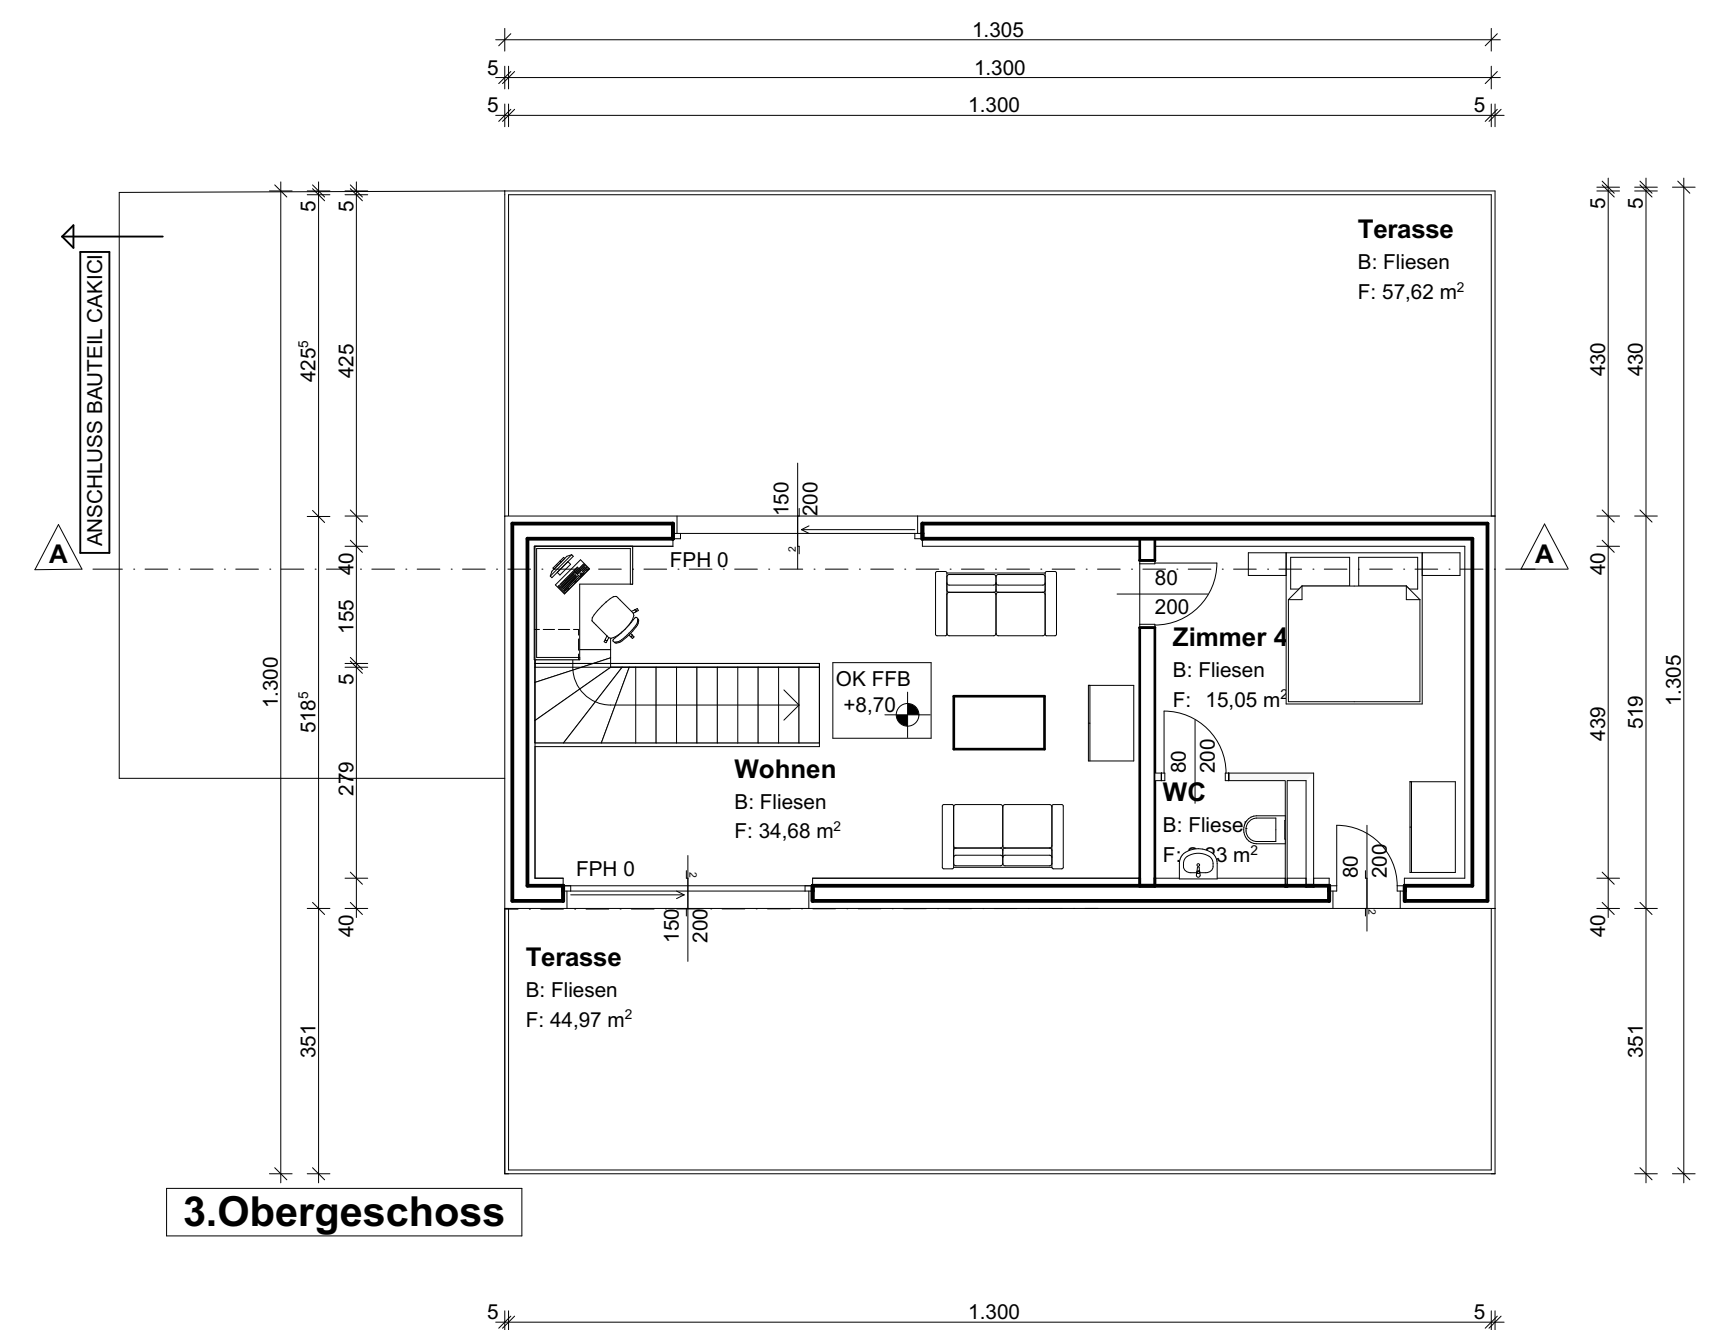 1.305
5 1.300
5 1.300 5
Terasse
B: Fliesen
F: 57,62 m²
ANSCHLUSS BAUTEIL CAKICI
5
5
5
5
425⁵
425
430
430
150
200
2
A
A
FPH 0
40
155
5
279
40
1.300
518⁵
351
80
200
Zimmer 4
B: Fliesen
F: 15,05 m²
OK FFB
+8,70
40
439
40
519
351
1.305
80
200
Wohnen
B: Fliesen
F: 34,68 m²
WC
B: Fliese
F: m²
FPH 0
2
150
200
80
200
2
Terasse
B: Fliesen
F: 44,97 m²
3.Obergeschoss
5 1.300 5